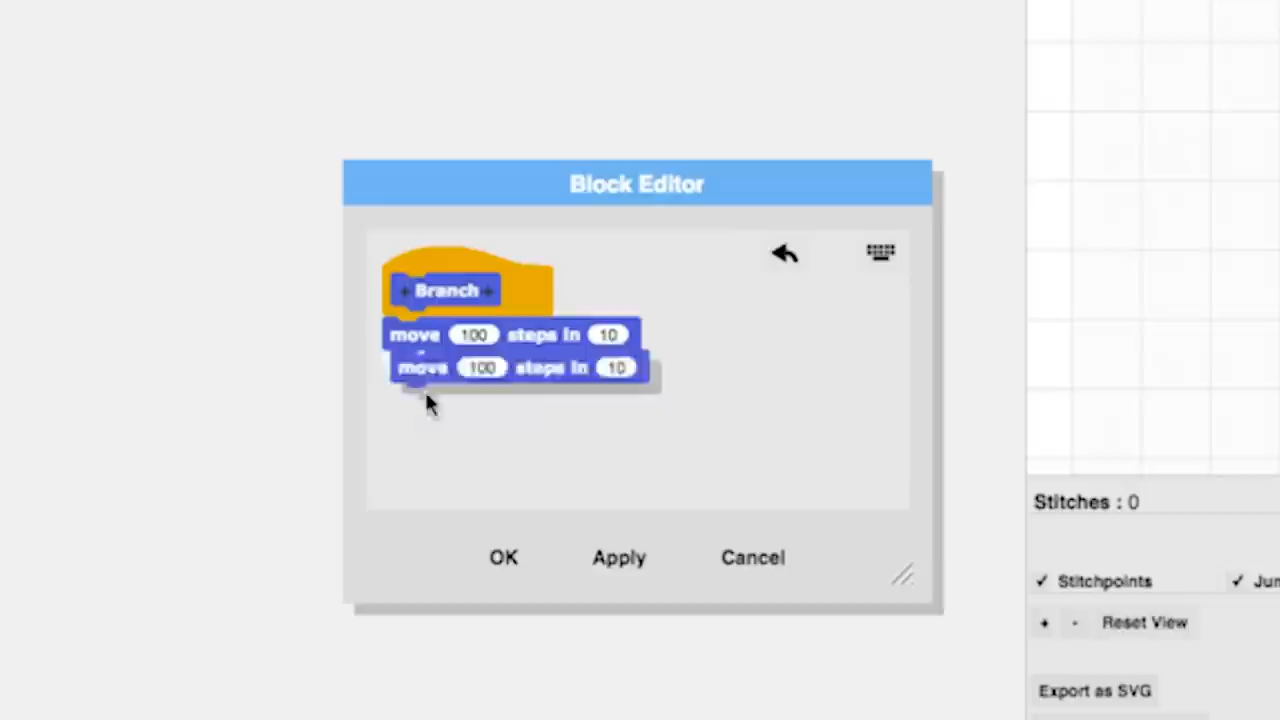 Block Editor
+ Branch +
move 100 steps in 10
move 100 steps in 10
OK Apply Cancel
Stitches : 0
✓ Stitchpoints ✓ Jun
+ - Reset View
Export as SVG